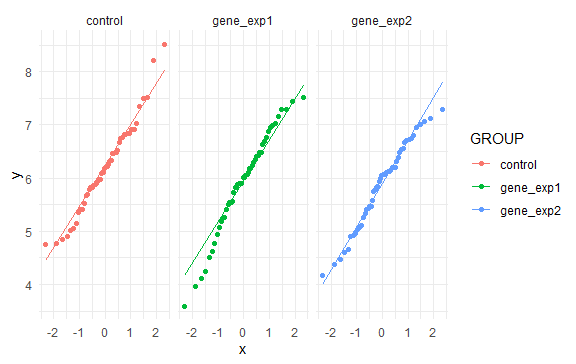 control gene_exp1 gene_exp2
8
7
6
5
4
y
-2 -1 0 1 2 -2 -1 0 1 2 -2 -1 0 1 2
x
GROUP
control
gene_exp1
gene_exp2